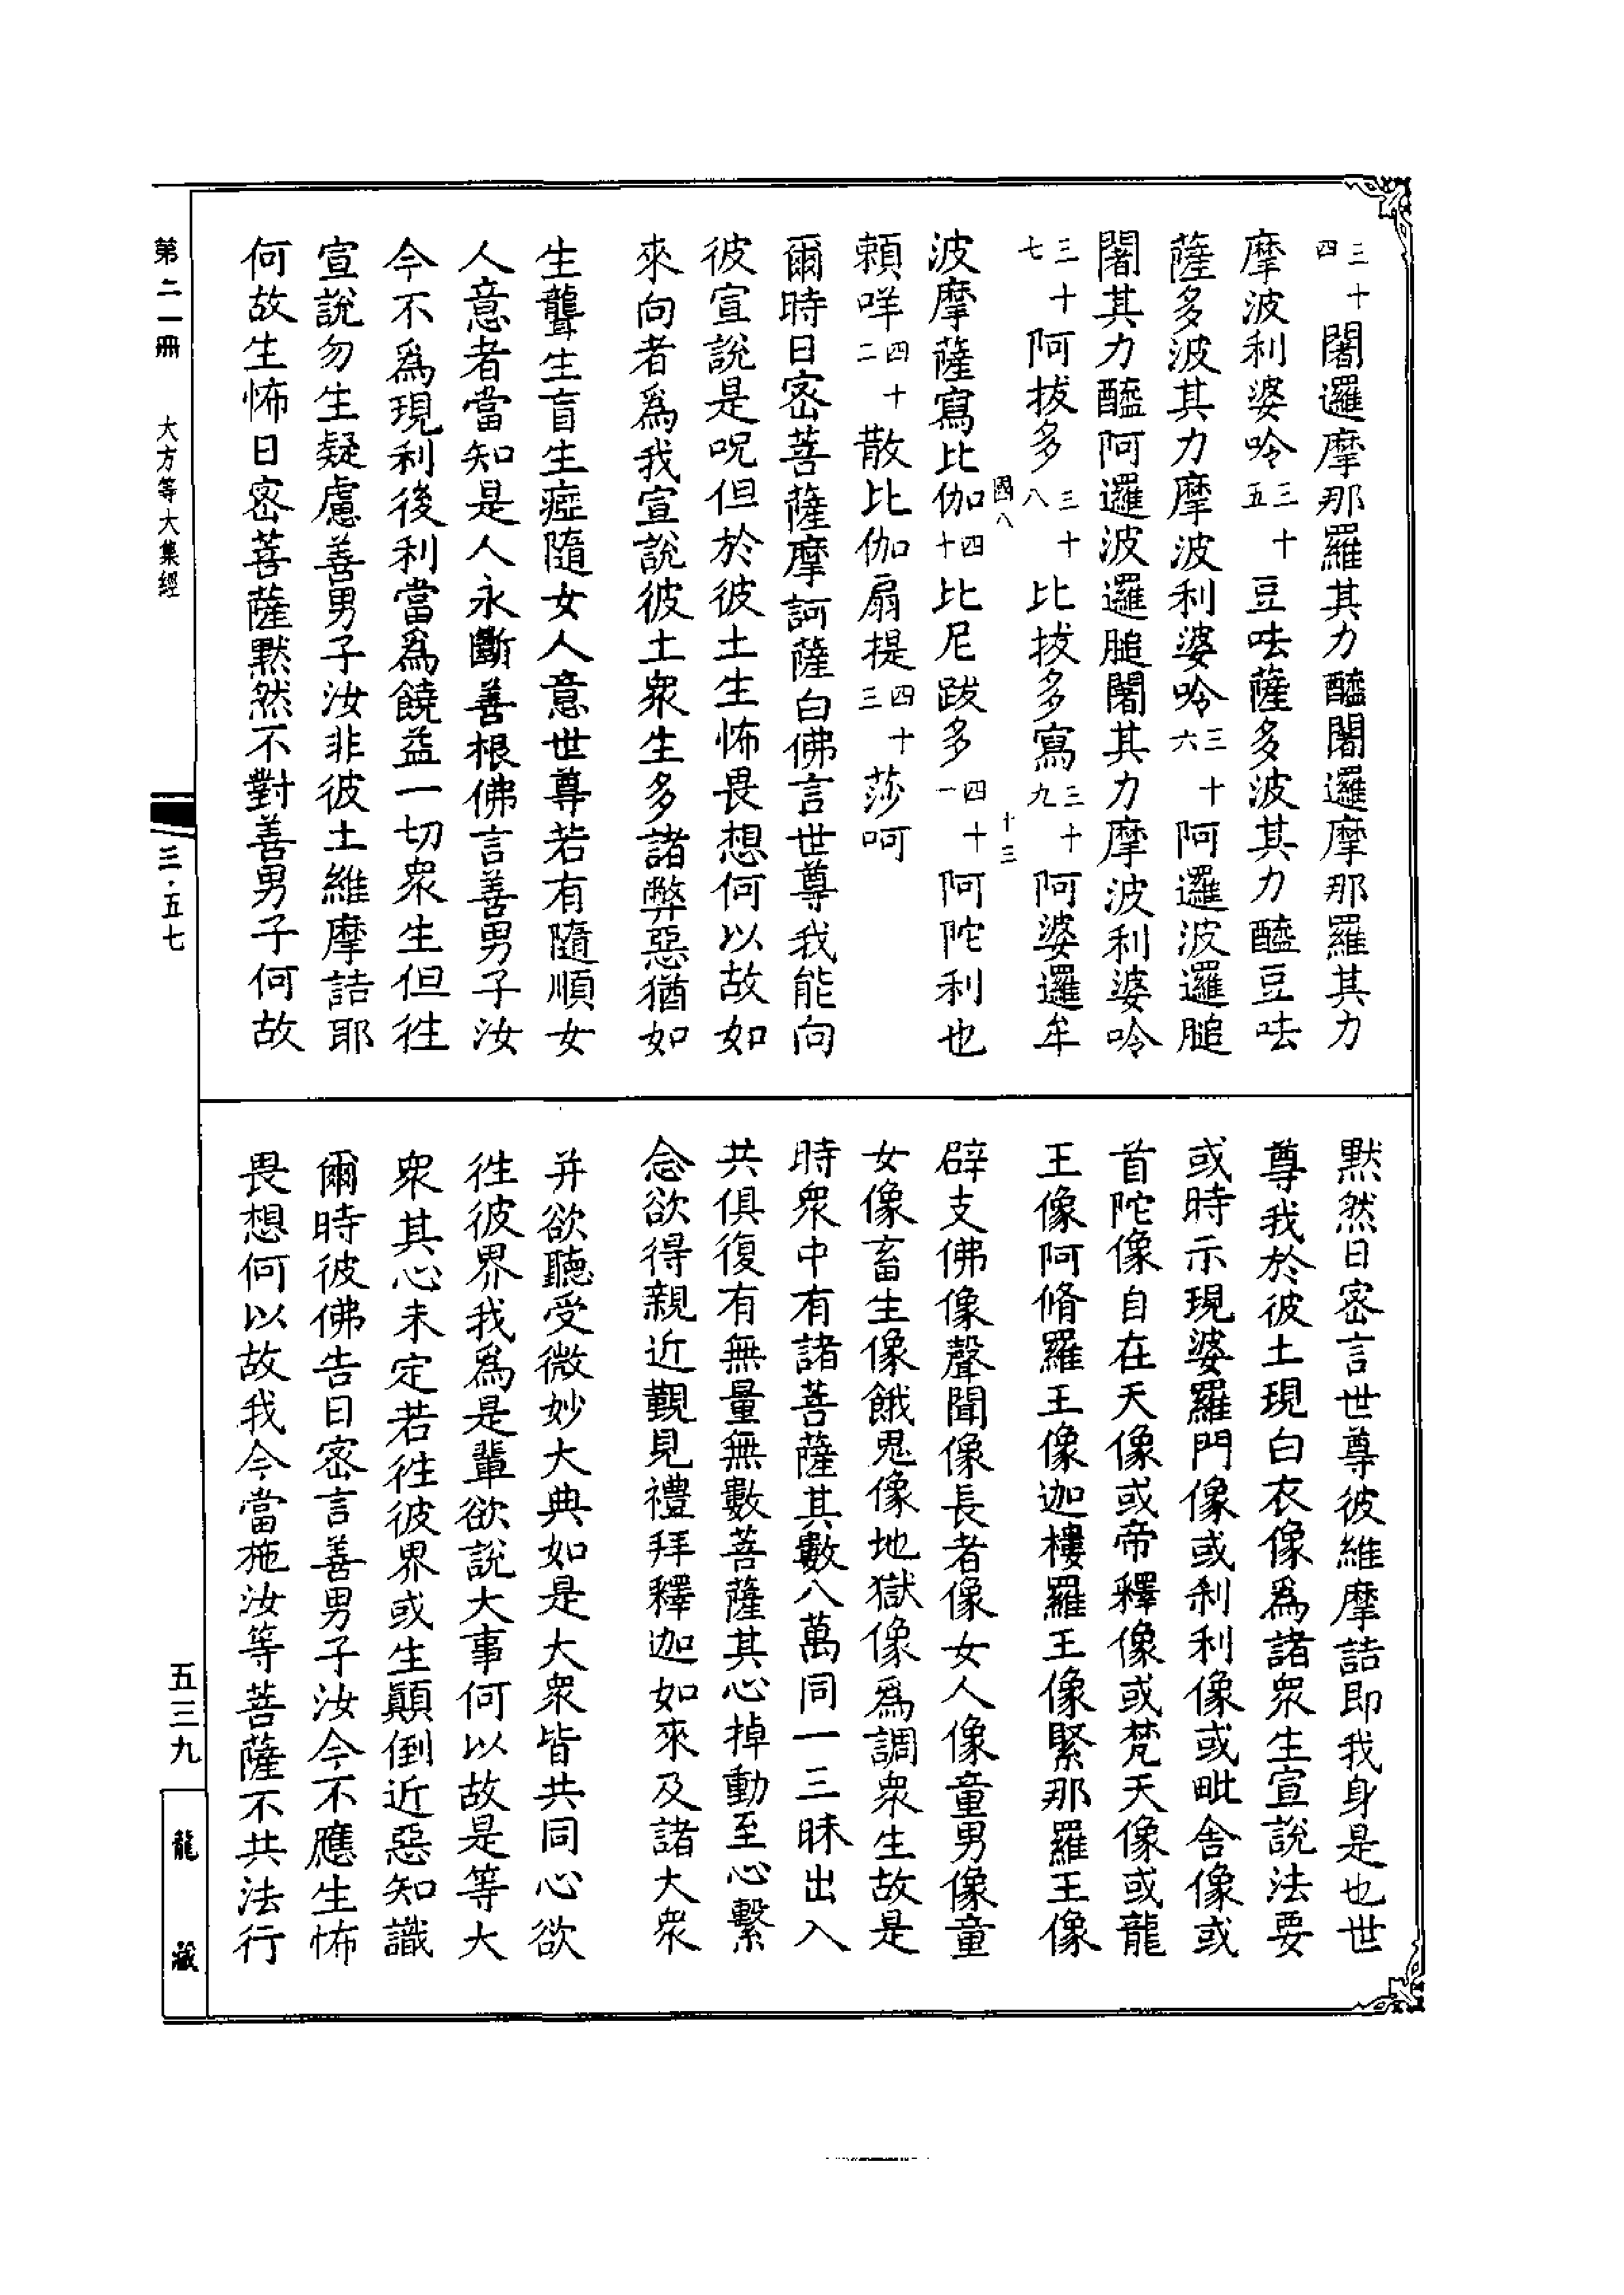 三十四闍邏摩那羅其力醯闍邏摩那羅其力
摩波利婆呤三十五豆呿薩多波其力醯豆呿
薩多波其力摩波利婆呤三十六阿邏波邏膇
闍其力醯阿邏波邏膇闍其力摩波利婆呤
三十七阿拔多三十八比拔多寫三十九阿婆邏牟
國八 十三
波摩薩寫比伽四十比尼跋多四十一阿陀利也
頼咩四十二散比伽扇提四十三莎呵
爾時日密菩薩摩訶薩白佛言世尊我能向
彼宣說是呪但於彼土生怖畏想何以故如
來向者爲我宣說彼土衆生多諸弊惡猶如
生聾生盲生瘂隨女人意世尊若有隨順女
人意者當知是人永斷善根佛言善男子汝
今不爲現利後利當爲饒益一切衆生但往
宣說勿生疑慮善男子汝非彼土維摩詰耶
何故生怖日密菩薩默然不對善男子何故
默然日密言世尊彼維摩詰即我身是也世
尊我於彼土現白衣像爲諸衆生宣說法要
或時示現婆羅門像或刹利像或毗舍像或
首陀像自在天像或帝釋像或梵天像或龍
王像阿脩羅王像迦樓羅王像緊那羅王像
辟支佛像聲聞像長者像女人像童男像童
女像畜生像餓鬼像地獄像爲調衆生故是
時衆中有諸菩薩其數八萬同一三昧出入
共俱復有無量無數菩薩其心掉動至心繫
念欲得親近覲見禮拜釋迦如來及諸大衆
并欲聽受微妙大典如是大衆皆共同心欲
往彼界我爲是輩欲說大事何以故是等大
衆其心未定若往彼界或生顛倒近惡知識
爾時彼佛告日密言善男子汝今不應生怖
畏想何以故我今當施汝等菩薩不共法行
第二一冊 大方等大集經 三·五七 五三九 龍藏